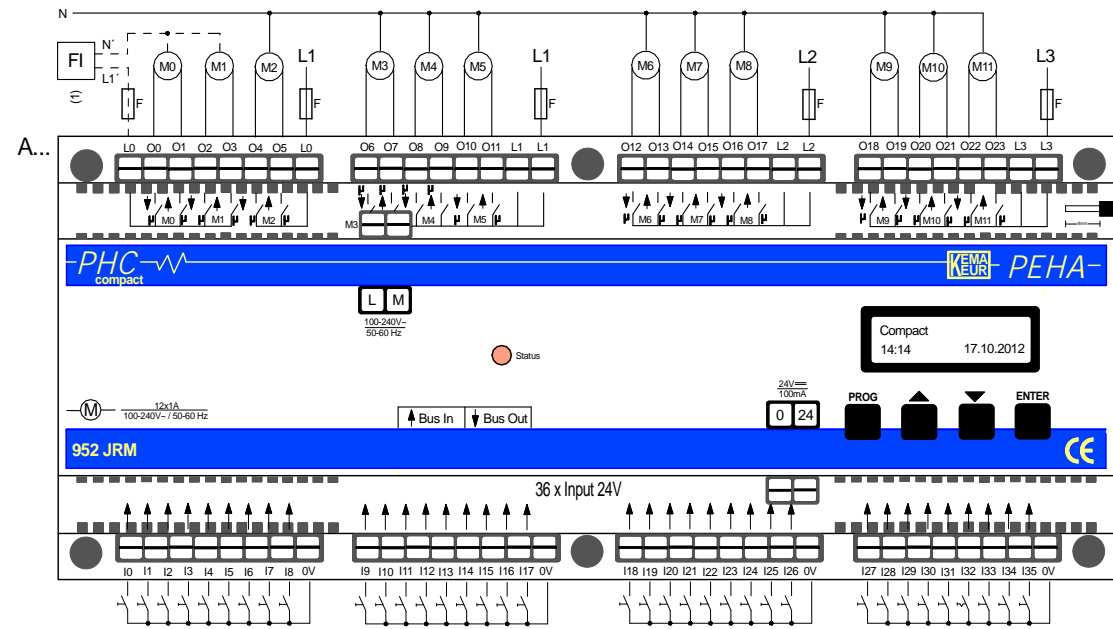 N
N´
L1´
FI
(1)
M0 M1 M2 L1 M3 M4 M5 L1 M6 M7 M8 L2 M9 M10 M11 L3
F F F F F
A...
L0 O0 O1 O2 O3 O4 O5 L0 O6 O7 O8 O9 O10 O11 L1 L1 O12 O13 O14 O15 O16 O17 L2 L2 O18 O19 O20 O21 O22 O23 L3 L3
µ µ µ µ
M0 M1 M2 M3 M4 M5 M6 M7 M8 M9 M10 M11
PHC
compact
KEMA
KEUR
PEHA
L M
100-240V~
50-60 Hz
Status
Compact
14:14 17.10.2012
M
12x1A
100-240V~ / 50-60 Hz
Bus In Bus Out
24V
100mA
0 24
PROG ENTER
952 JRM
CE
36 x Input 24V
I0 I1 I2 I3 I4 I5 I6 I7 I8 0V I9 I10 I11 I12 I13 I14 I15 I16 I17 0V I18 I19 I20 I21 I22 I23 I24 I25 I26 0V I27 I28 I29 I30 I31 I32 I33 I34 I35 0V